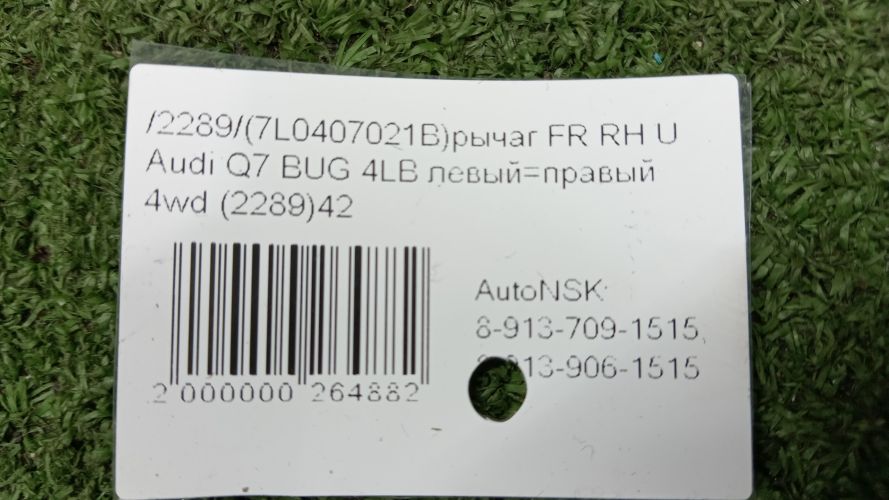 /2289/(7L0407021B)рычаг FR RH U
Audi Q7 BUG 4LB левый=правый
4wd (2289)42
AutoNSK
8-913-709-1515,
13-906-1515
2 000000 264882